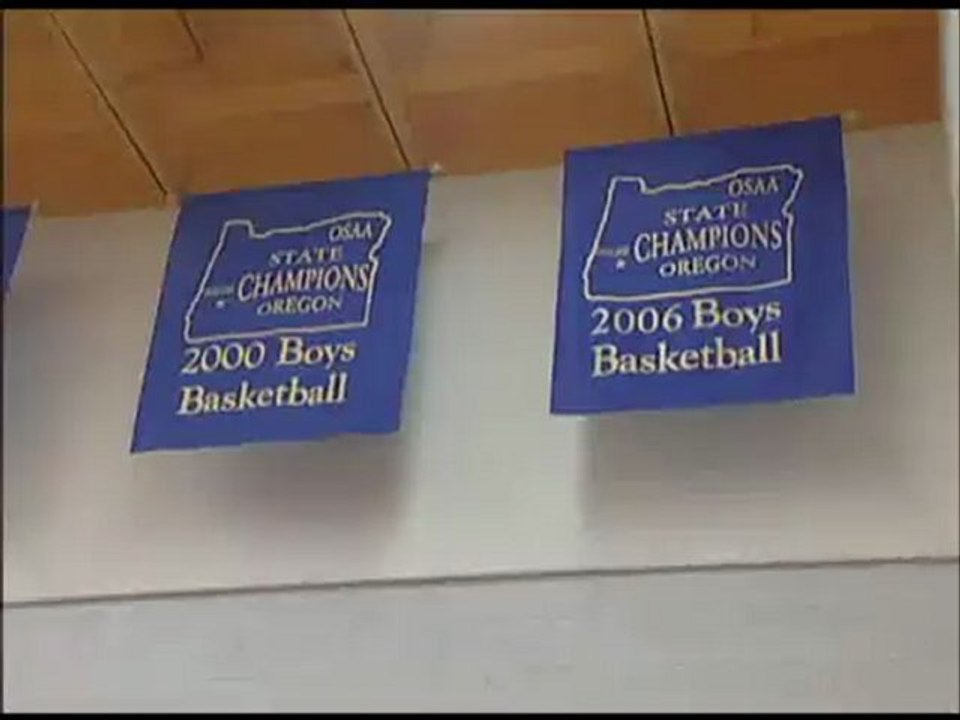 OSAA
STATE
CHAMPIONS
OREGON
2000 Boys
Basketball
OSAA
STATE
CHAMPIONS
OREGON
2006 Boys
Basketball